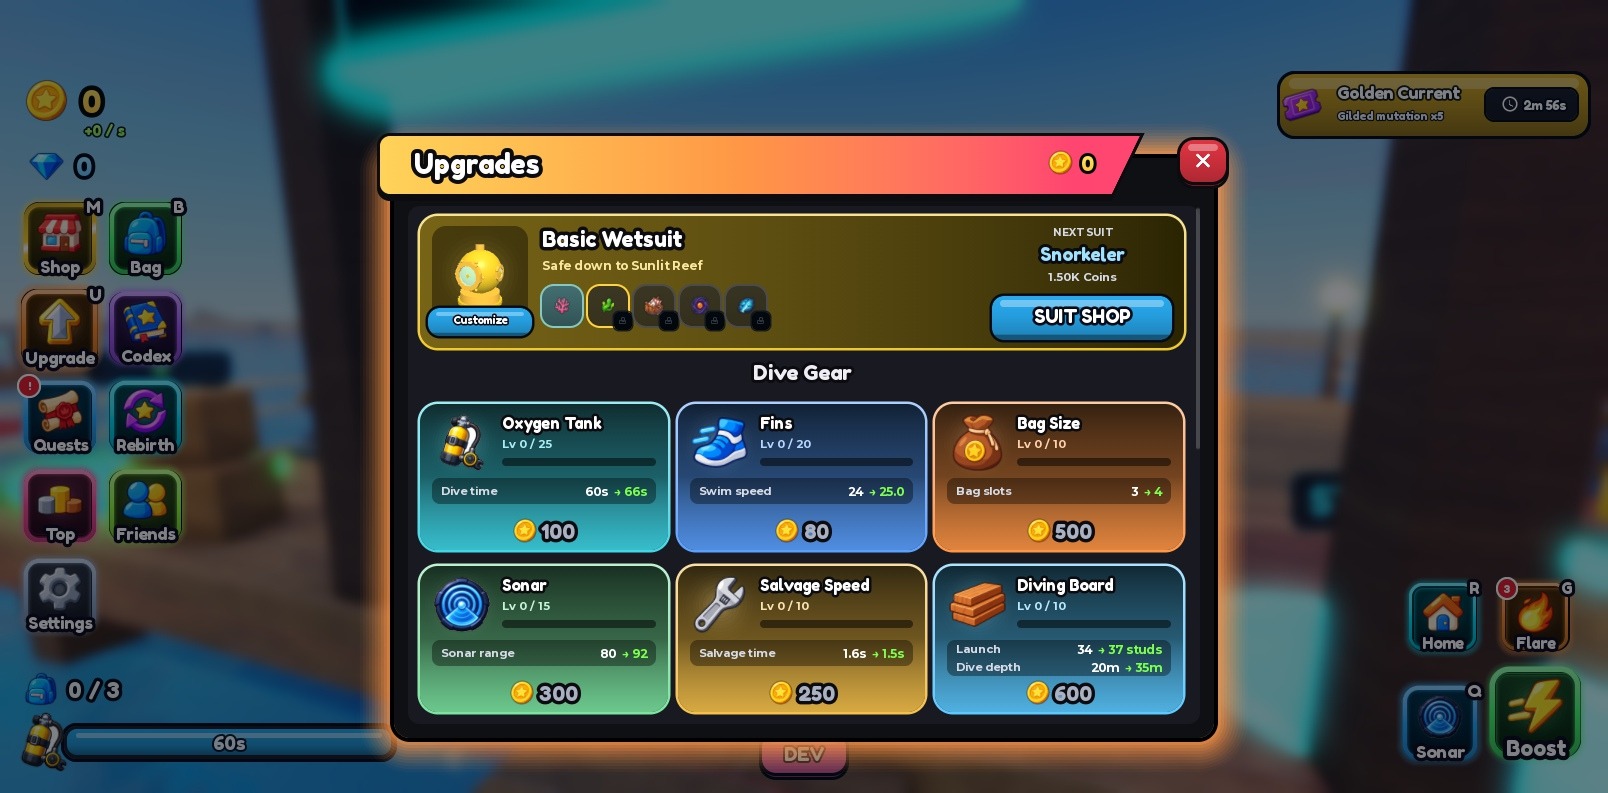 0
+0 / s
0
M
Shop
B
Bag
U
Upgrade
Codex
!
Quests
Rebirth
Top
Friends
Settings
0 / 3
60s
Upgrades
0
Golden Current
Gilded mutation x5
2m 56s
Basic Wetsuit
Safe down to Sunlit Reef
Customize
NEXT SUIT
Snorkeler
1.50K Coins
SUIT SHOP
Dive Gear
Oxygen Tank
Lv 0 / 25
Dive time 60s → 66s
100
Fins
Lv 0 / 20
Swim speed 24 → 25.0
80
Bag Size
Lv 0 / 10
Bag slots 3 → 4
500
Sonar
Lv 0 / 15
Sonar range 80 → 92
300
Salvage Speed
Lv 0 / 10
Salvage time 1.6s → 1.5s
250
Diving Board
Lv 0 / 10
Launch 34 → 37 studs
Dive depth 20m → 35m
600
DEV
R
Home
3
G
Flare
Q
Sonar
Boost